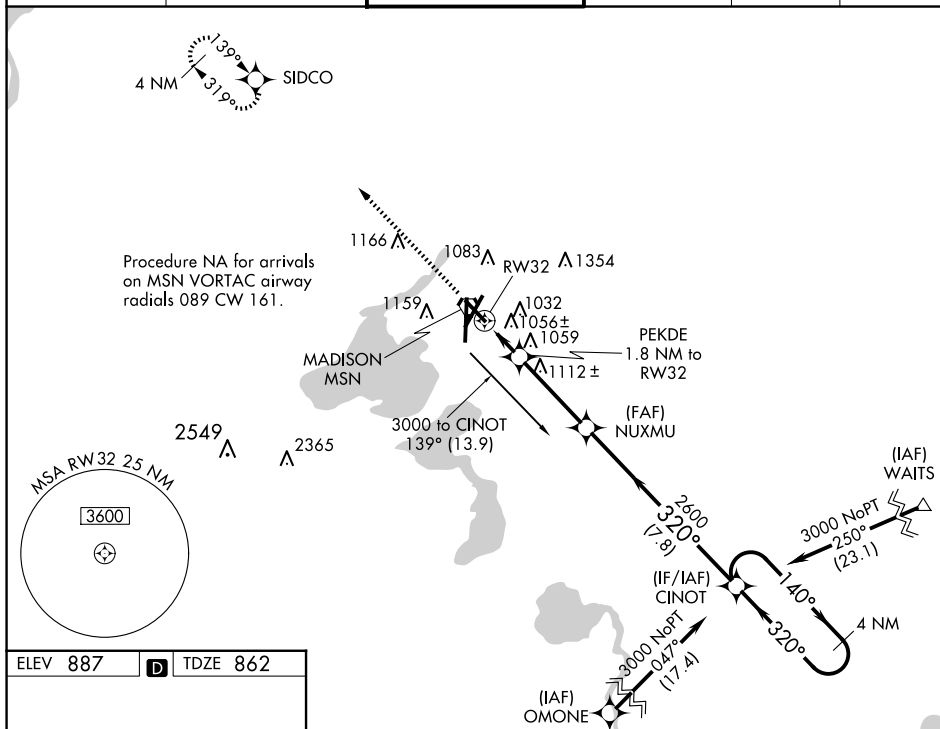 139°
4 NM
319°
SIDCO
Procedure NA for arrivals
on MSN VORTAC airway
radials 089 CW 161.
1166
1083
RW32
1354
1159
1032
1056±
1059
1112 ±
PEKDE
1.8 NM to
RW32
MADISON
MSN
3000 to CINOT
139° (13.9)
(FAF)
NUXMU
2549
2365
MSA RW32 25 NM
3600
(IAF)
WAITS
3000 NoPT
250°
(23.1)
2600
320°
(7.8)
(IF/IAF)
CINOT
140°
320°
4 NM
3000 NoPT
047°
(17.4)
(IAF)
OMONE
ELEV 887 D TDZE 862